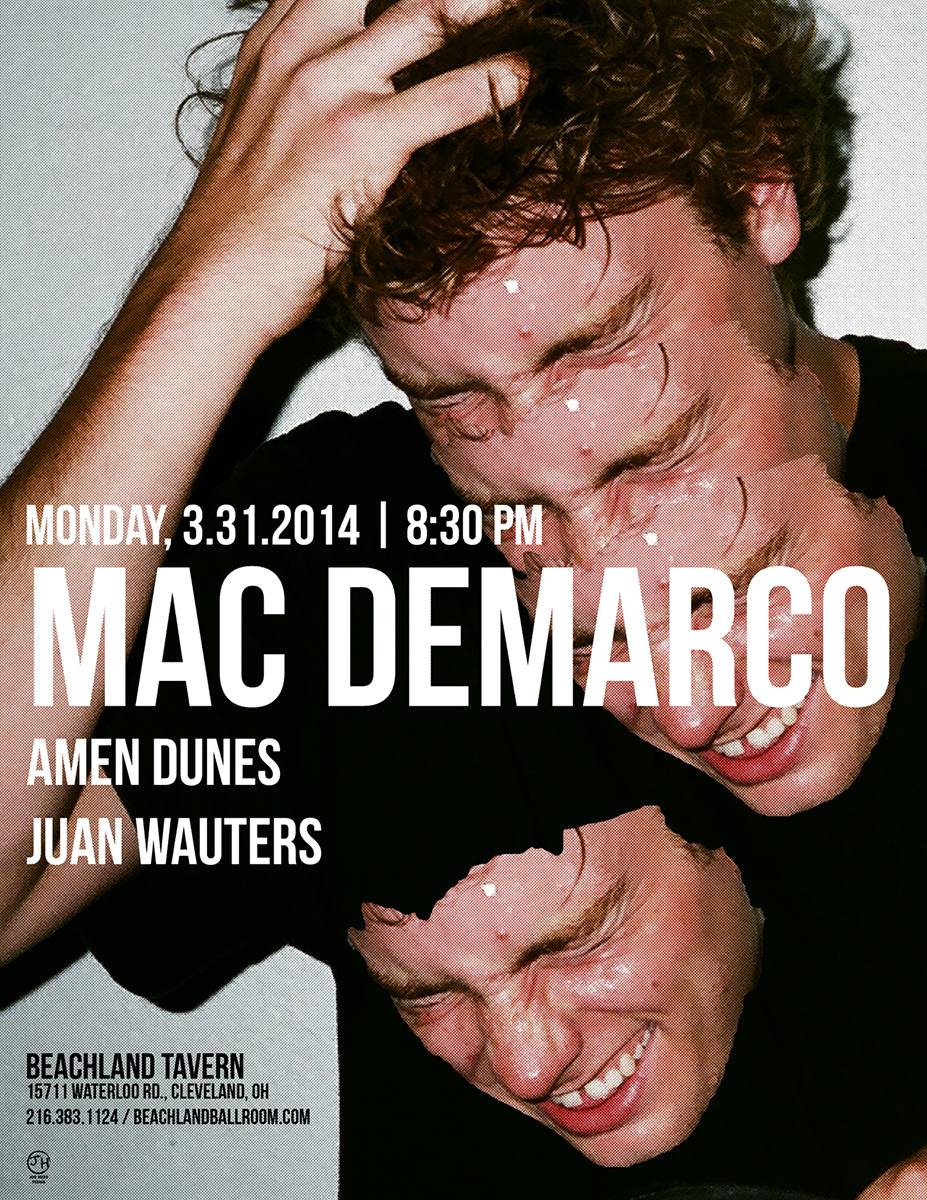 MONDAY, 3.31.2014 | 8:30 PM
MAC DEMARCO
AMEN DUNES
JUAN WAUTERS
BEACHLAND TAVERN
15711 WATERLOO RD., CLEVELAND, OH
216.383.1124 / BEACHLANDBALLROOM.COM
JH